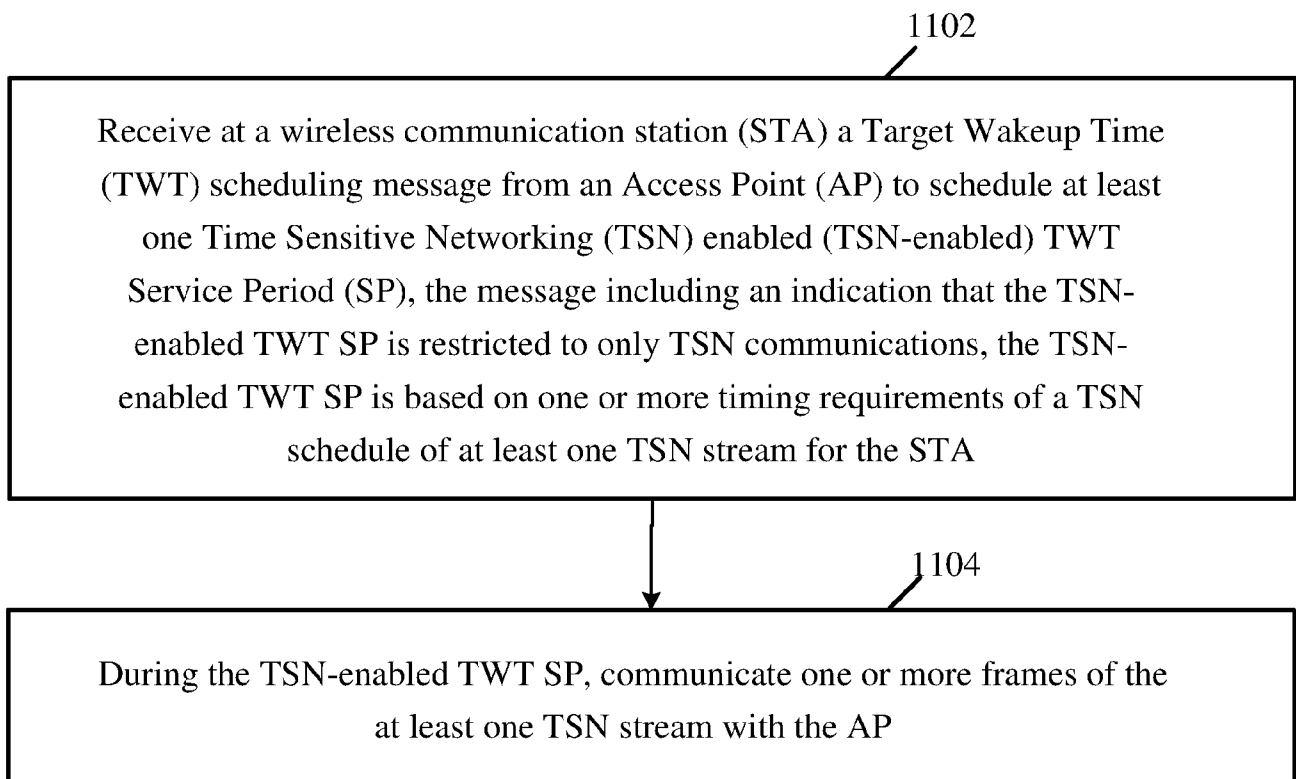 1102
Receive at a wireless communication station (STA) a Target Wakeup Time
(TWT) scheduling message from an Access Point (AP) to schedule at least
one Time Sensitive Networking (TSN) enabled (TSN-enabled) TWT
Service Period (SP), the message including an indication that the TSN-
enabled TWT SP is restricted to only TSN communications, the TSN-
enabled TWT SP is based on one or more timing requirements of a TSN
schedule of at least one TSN stream for the STA
1104
During the TSN-enabled TWT SP, communicate one or more frames of the
at least one TSN stream with the AP